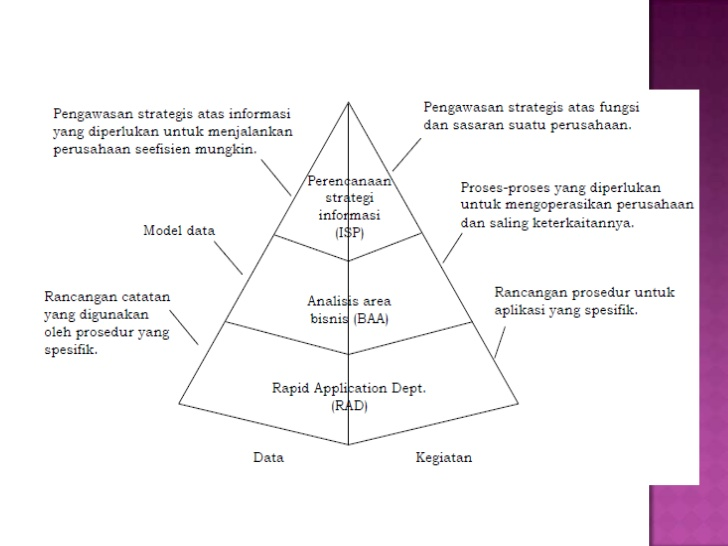 Pengawasan strategis atas informasi
yang diperlukan untuk menjalankan
perusahaan seefisien mungkin.
Pengawasan strategis atas fungsi
dan sasaran suatu perusahaan.
Perencanaan
strategi
informasi
(ISP)
Proses-proses yang diperlukan
untuk mengoperasikan perusahaan
dan saling keterkaitannya.
Model data
Rancangan catatan
yang digunakan
oleh prosedur yang
spesifik.
Analisis area
bisnis (BAA)
Rancangan prosedur untuk
aplikasi yang spesifik.
Rapid Application Dept.
(RAD)
Data
Kegiatan